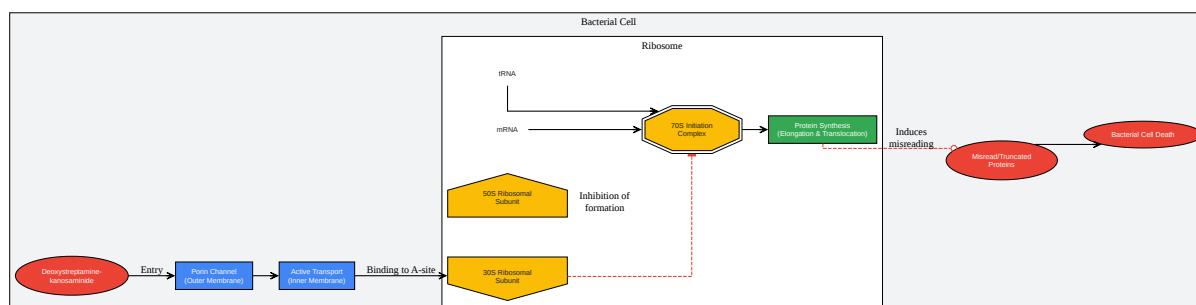 Bacterial Cell
Ribosome
tRNA
mRNA
70S Initiation
Complex
Protein Synthesis
(Elongation & Translocation)
Induces
misreading
Misread/Truncated
Proteins
Bacterial Cell Death
50S Ribosomal
Subunit
Inhibition of
formation
Deoxystreptamine-
kanosaminide
Entry
Porin Channel
(Outer Membrane)
Active Transport
(Inner Membrane)
Binding to A-site
30S Ribosomal
Subunit